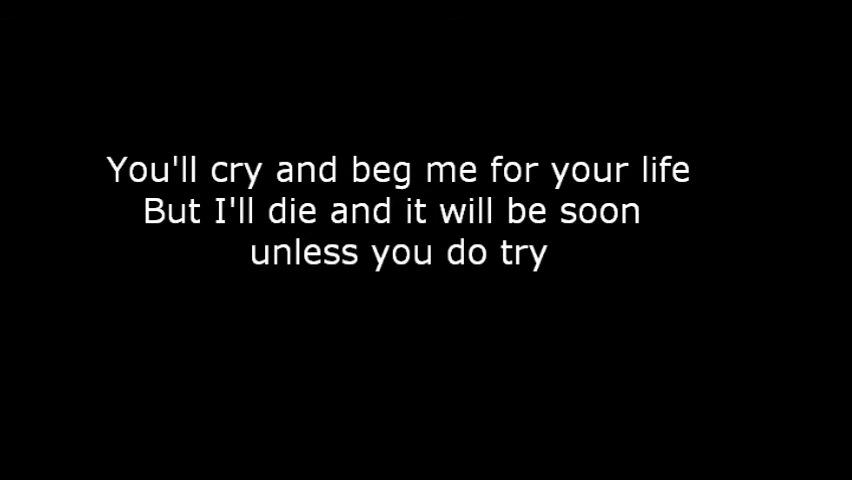 You'll cry and beg me for your life
But I'll die and it will be soon
unless you do try